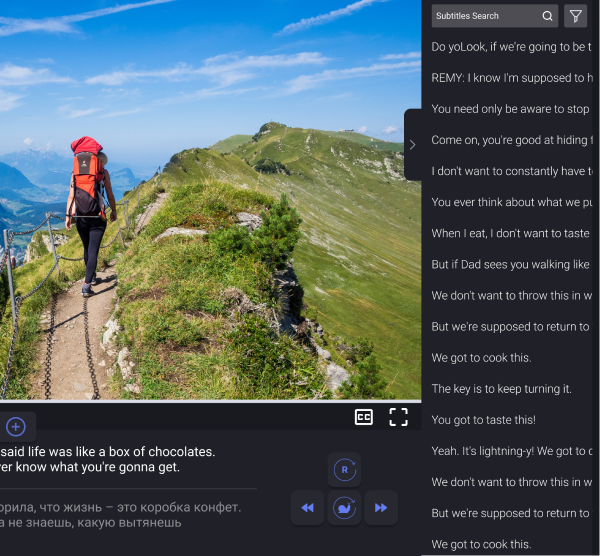 Subtitles Search
Do yoLook, if we're going to be t
REMY: I know I'm supposed to h
You need only be aware to stop
Come on, you're good at hiding f
I don't want to constantly have t
You ever think about what we pu
When I eat, I don't want to taste
But if Dad sees you walking like
We don't want to throw this in w
But we're supposed to return to
We got to cook this.
The key is to keep turning it.
You got to taste this!
Yeah. It's lightning-y! We got to c
We don't want to throw this in w
But we're supposed to return to
We got to cook this.
CC
said life was like a box of chocolates.
er know what you're gonna get.
орила, что жизнь – это коробка конфет.
а не знаешь, какую вытянешь
R